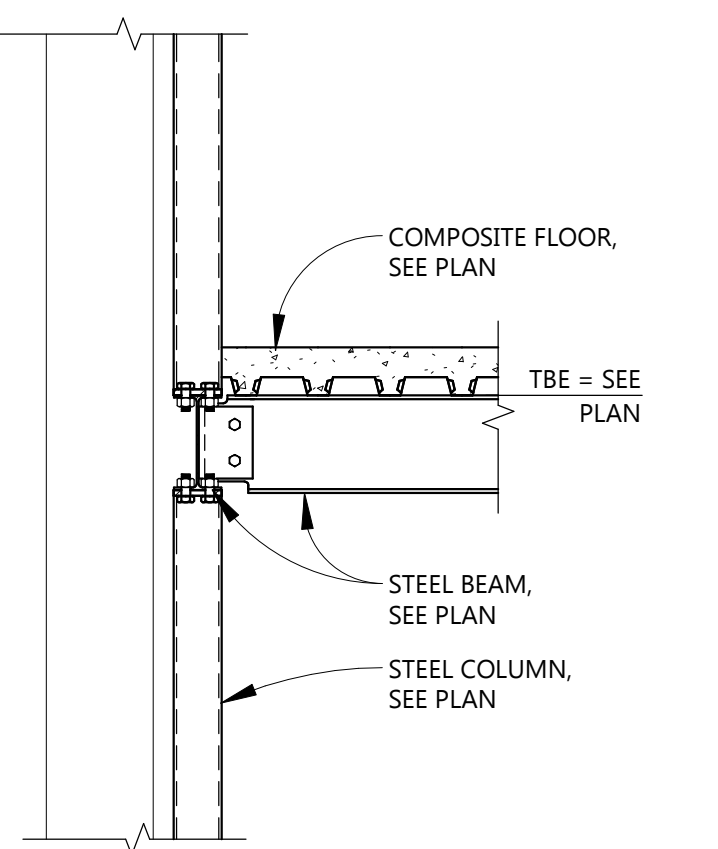 COMPOSITE FLOOR,
SEE PLAN
TBE = SEE
PLAN
STEEL BEAM,
SEE PLAN
STEEL COLUMN,
SEE PLAN